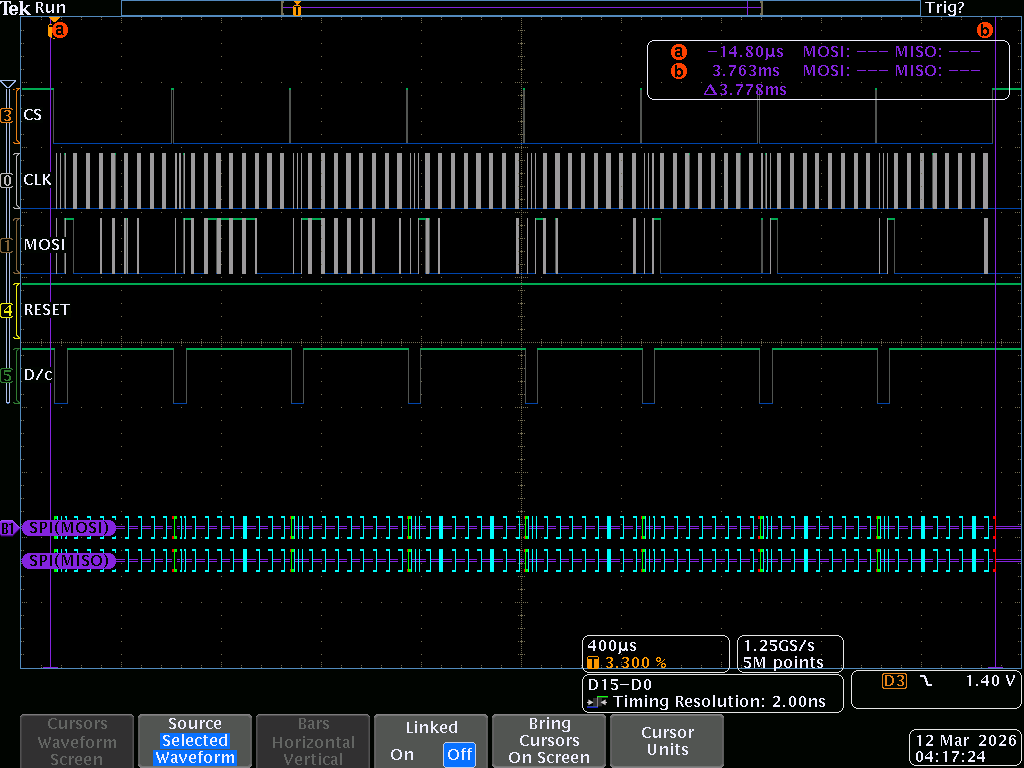 Tek Run Trig?
a b
a −14.80µs MOSI: −−− MISO: −−−
b 3.763ms MOSI: −−− MISO: −−−
Δ3.778ms
3 CS
0 CLK
1 MOSI
4 RESET
5 D/c
B1 SPI(MOSI)
SPI(MISO)
400µs 1.25GS/s
T 3.300 % 5M points
D15−D0
Timing Resolution: 2.00ns
D3 1.40 V
Cursors
Waveform
Screen
Source
Selected
Waveform
Bars
Horizontal
Vertical
Linked
On Off
Bring
Cursors
On Screen
Cursor
Units
12 Mar 2026
04:17:24